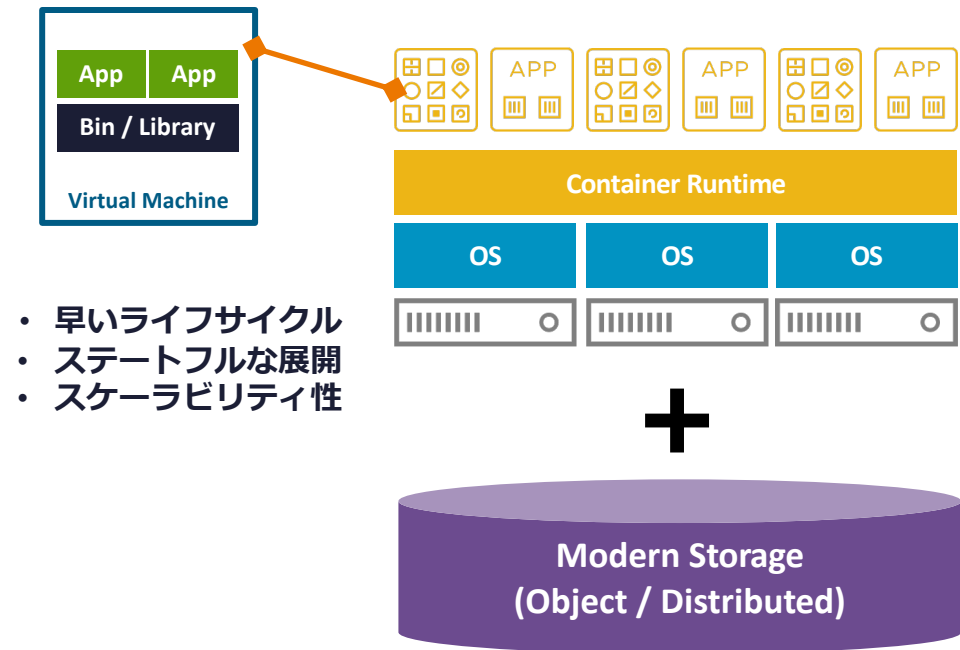 App App
Bin / Library
Virtual Machine
APP APP APP
Container Runtime
OS OS OS
• 早いライフサイクル
• ステートフルな展開
• スケーラビリティ性
+
Modern Storage
(Object / Distributed)